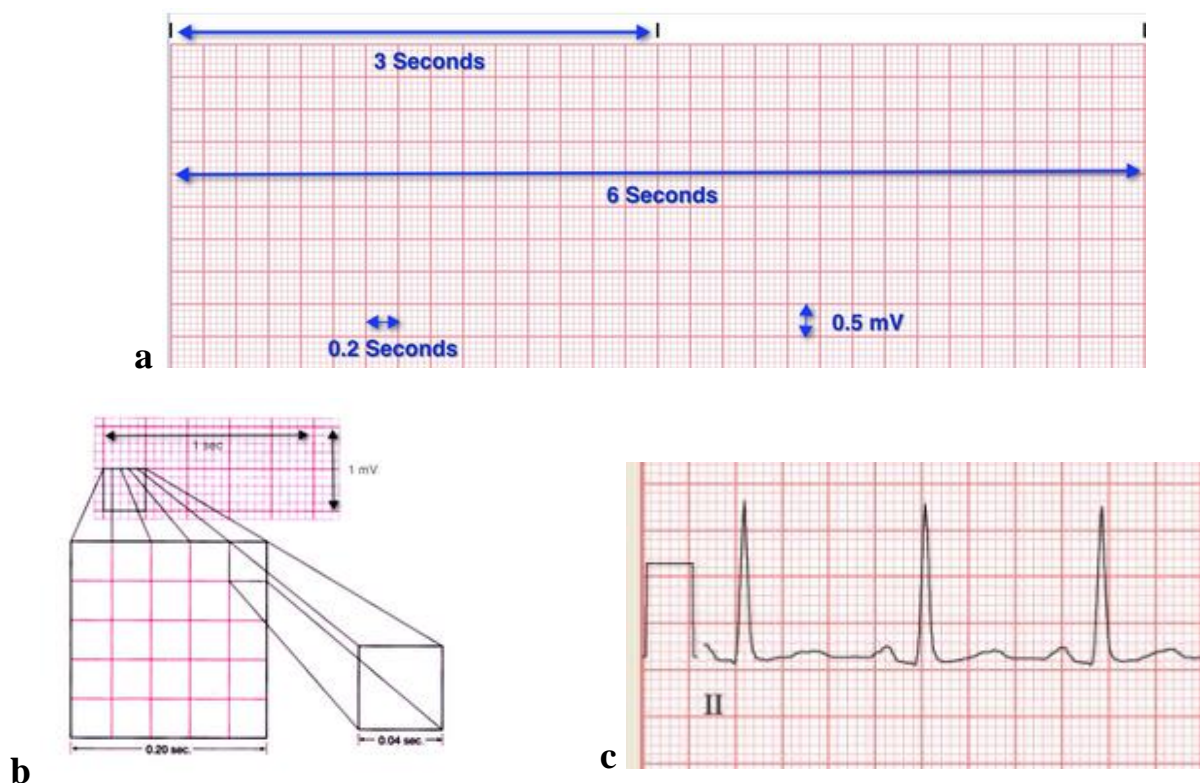 3 Seconds
6 Seconds
0.2 Seconds
0.5 mV
a
1 sec
1 mV
0.20 sec.
0.04 sec.
b
II
c